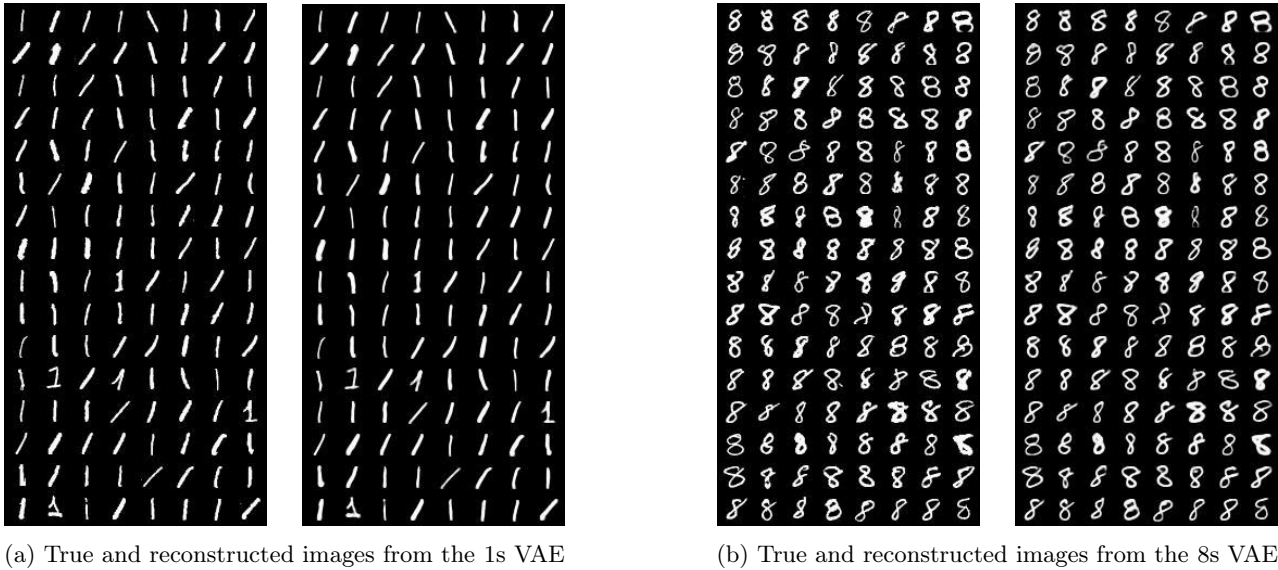 (a) True and reconstructed images from the 1s VAE
(b) True and reconstructed images from the 8s VAE